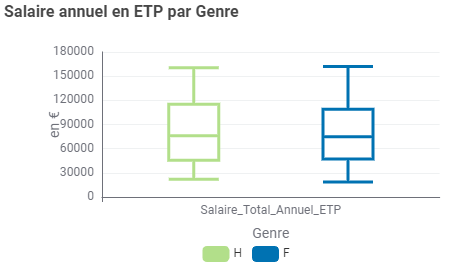 Salaire annuel en ETP par Genre
180000
150000
120000
90000
60000
30000
0
en €
Salaire_Total_Annuel_ETP
Genre
H F